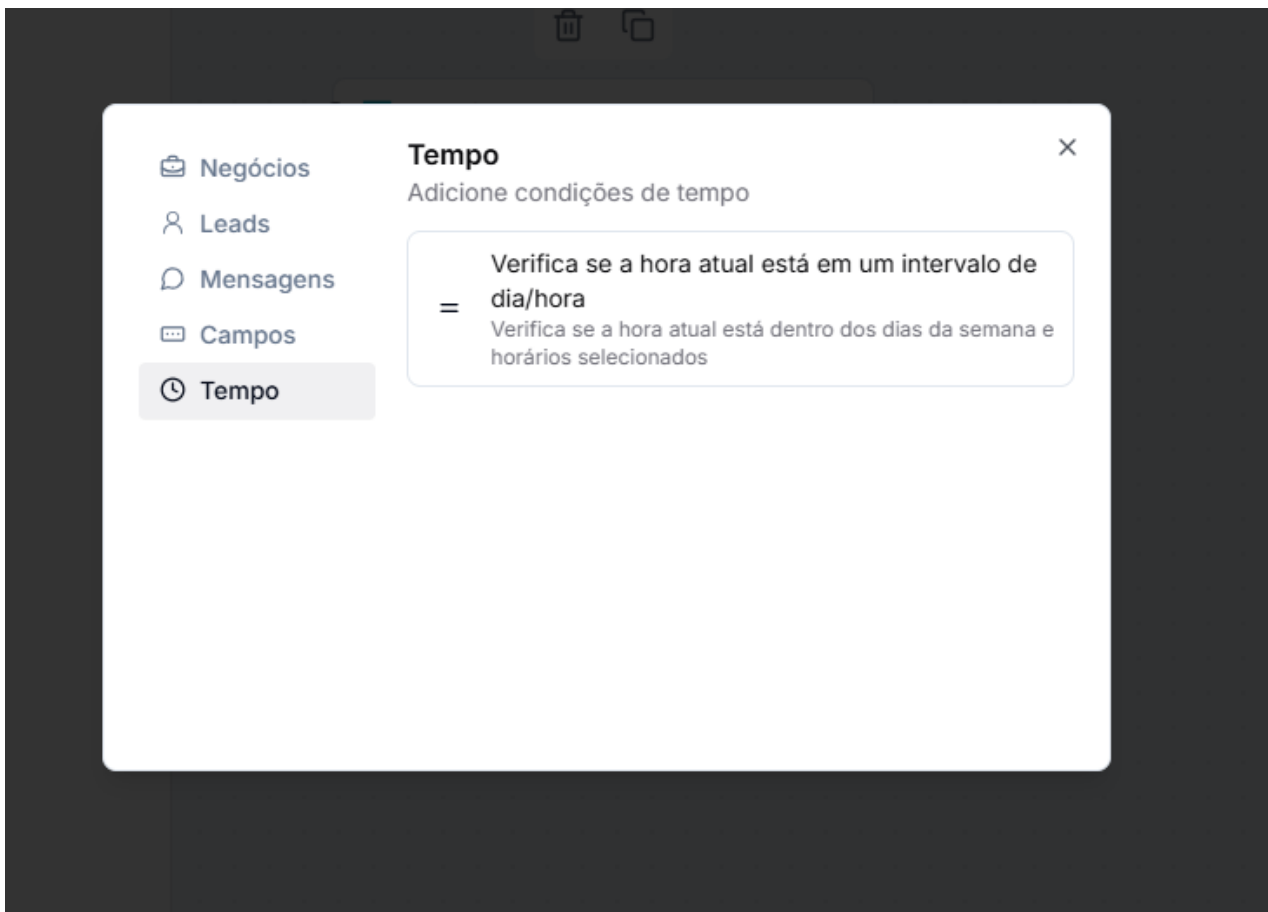 Negócios
Leads
Mensagens
Campos
Tempo
Tempo
Adicione condições de tempo
Verifica se a hora atual está em um intervalo de
dia/hora
Verifica se a hora atual está dentro dos dias da semana e
horários selecionados